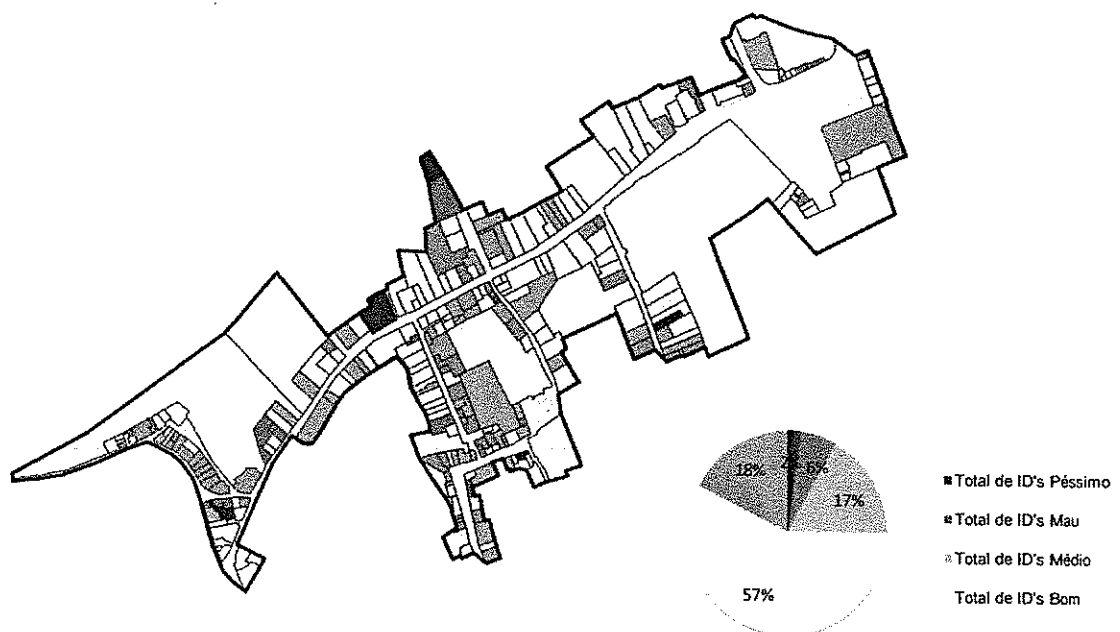 18%
6%
17%
57%
Total de ID's Péssimo
Total de ID's Mau
Total de ID's Médio
Total de ID's Bom